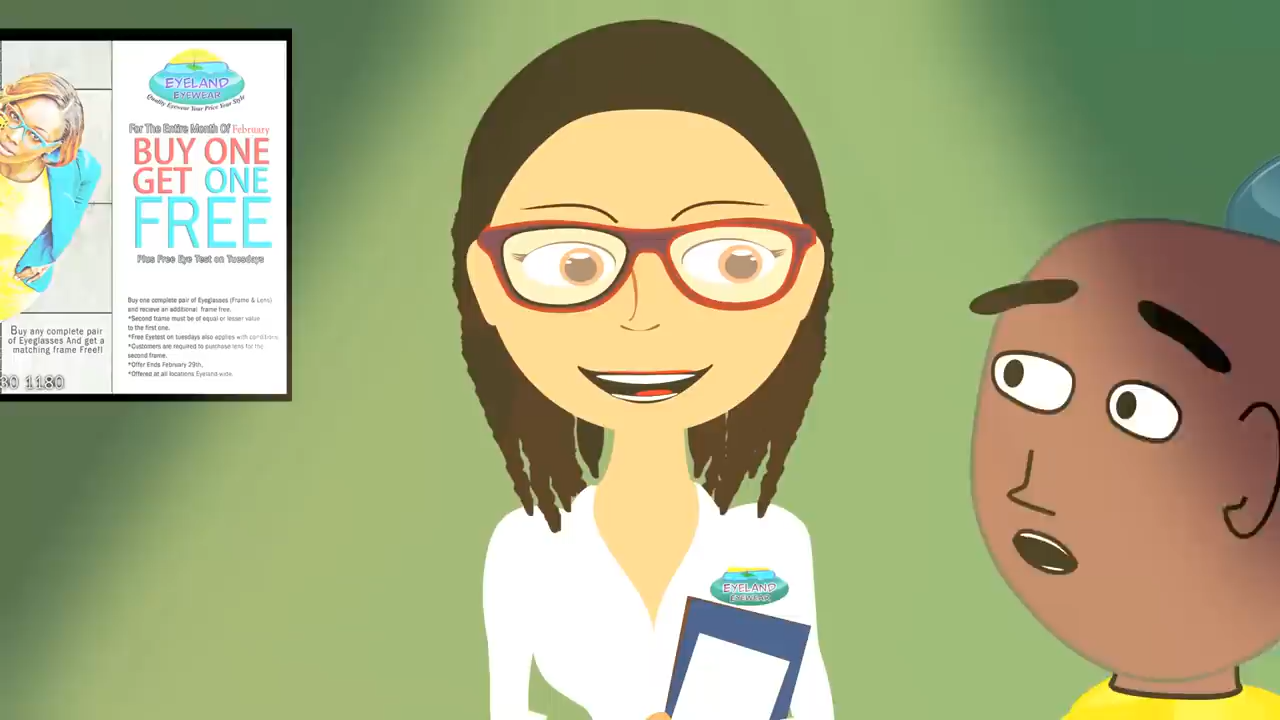 EYELAND
EYEWEAR
Quality Eyewear Your Price Your Style
For The Entire Month Of February
BUY ONE
GET ONE
FREE
Plus Free Eye Test on Tuesdays
Buy one complete pair of Eyeglasses (Frame & Lens)
and recieve an additional frame free.
*Second frame must be of equal or lesser value
to the first one.
*Free Eyetest on tuesdays also applies with conditions.
*Customers are required to purchase lens for the
second frame.
*Offer Ends February 29th,
*Offered at all locations Eyeland wide.
Buy any complete pair
of Eyeglasses And get a
matching frame Free!!
30 1180
EYELAND
EYEWEAR